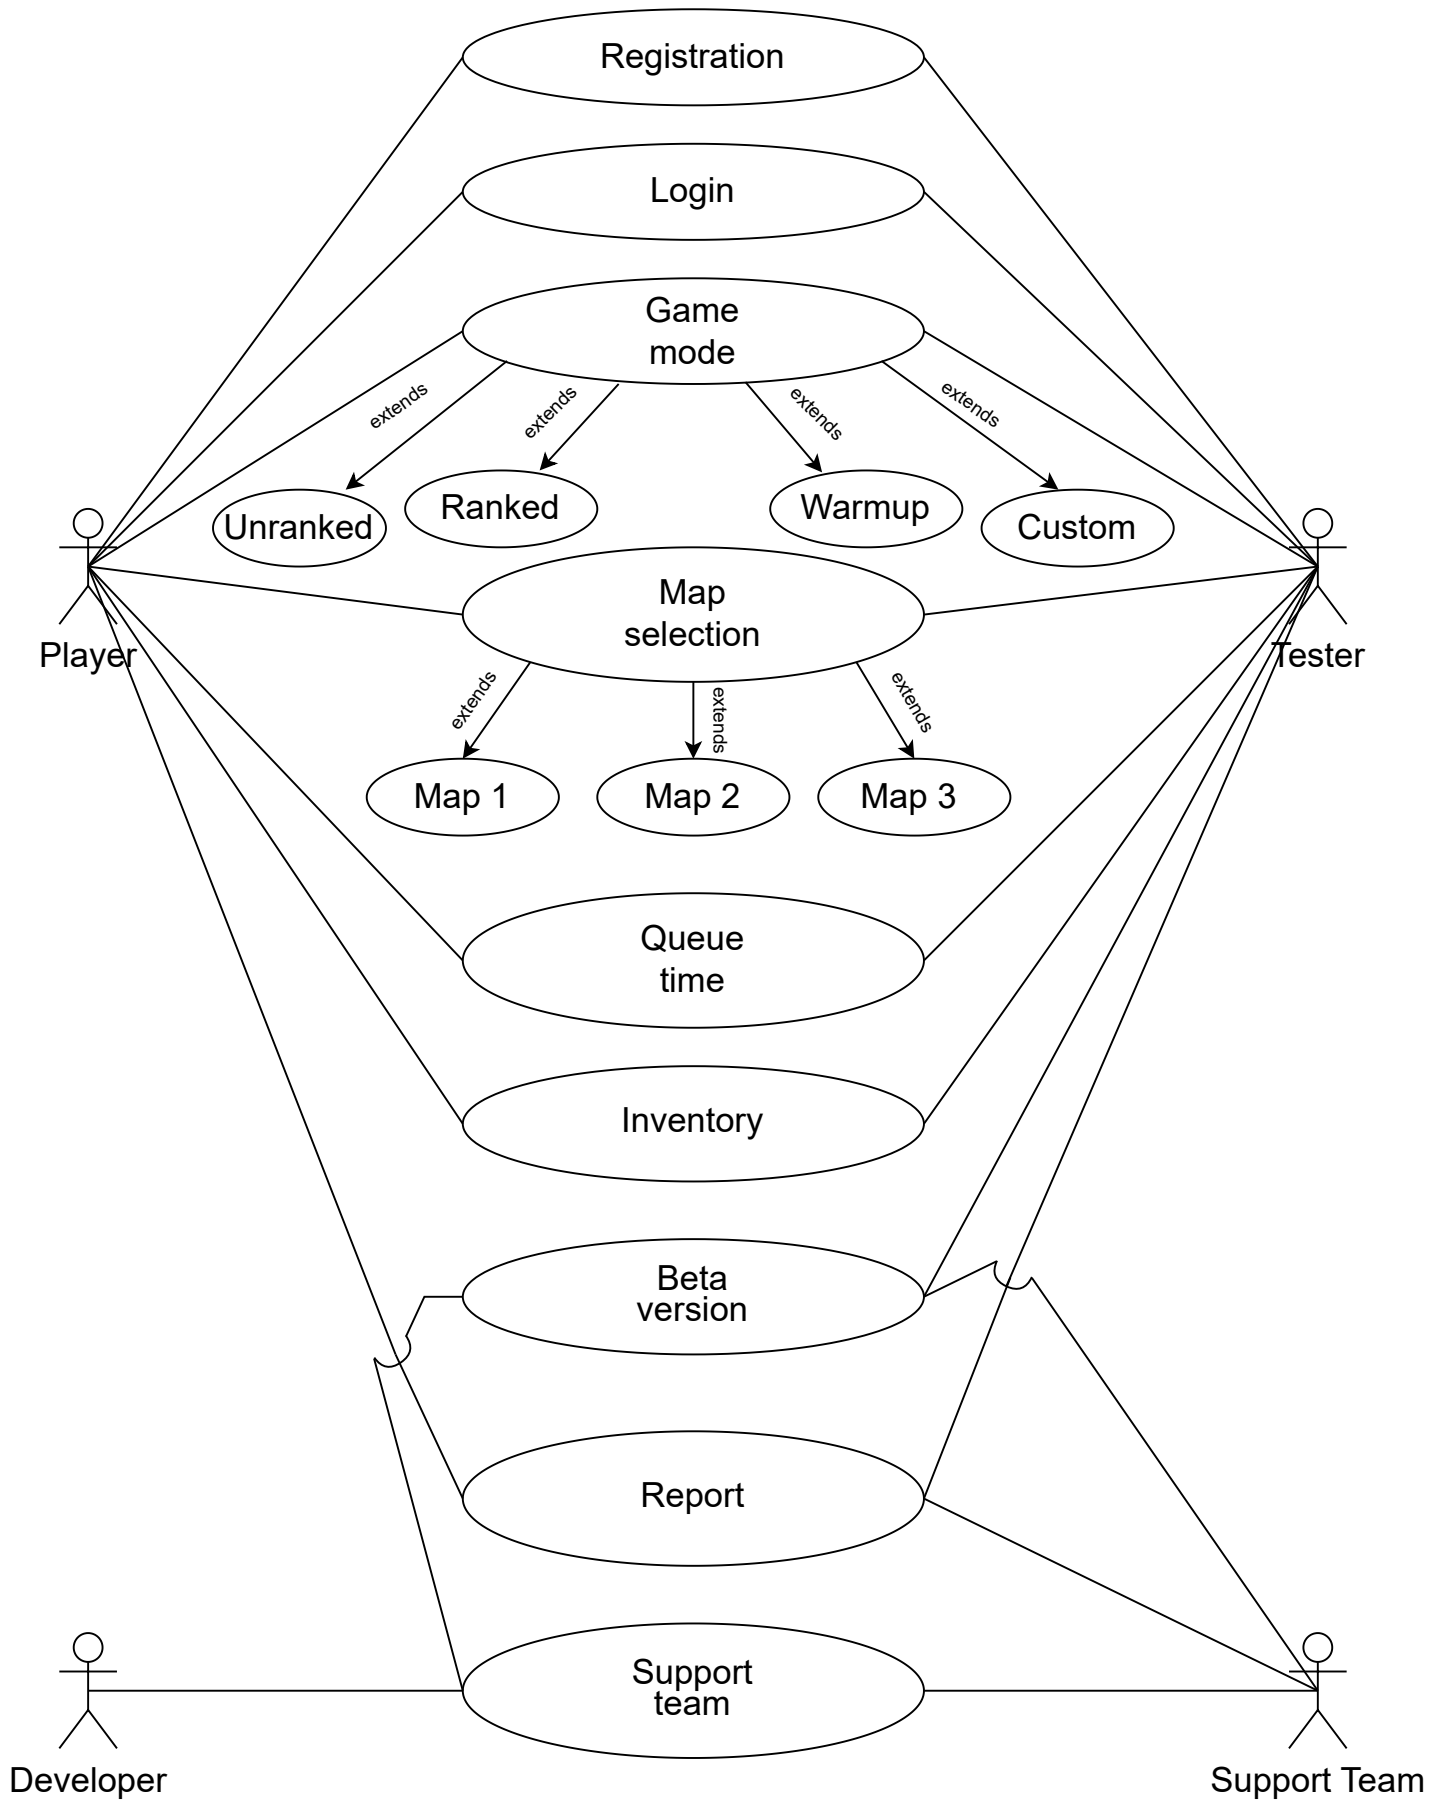 Registration
Login
Game
mode
extends
extends
extends
extends
Unranked
Ranked
Warmup
Custom
Map
selection
Player
Tester
extends
extends
extends
Map 1
Map 2
Map 3
Queue
time
Inventory
Beta
version
Report
Support
team
Developer
Support Team